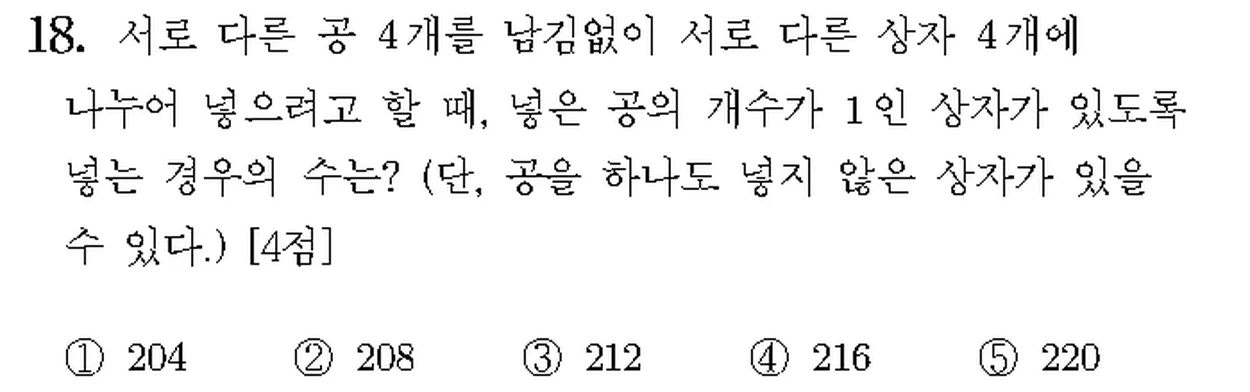 18. 서로 다른 공 4개를 남김없이 서로 다른 상자 4개에
나누어 넣으려고 할 때, 넣은 공의 개수가 1인 상자가 있도록
넣는 경우의 수는? (단, 공을 하나도 넣지 않은 상자가 있을
수 있다.) [4점]
① 204 ② 208 ③ 212 ④ 216 ⑤ 220